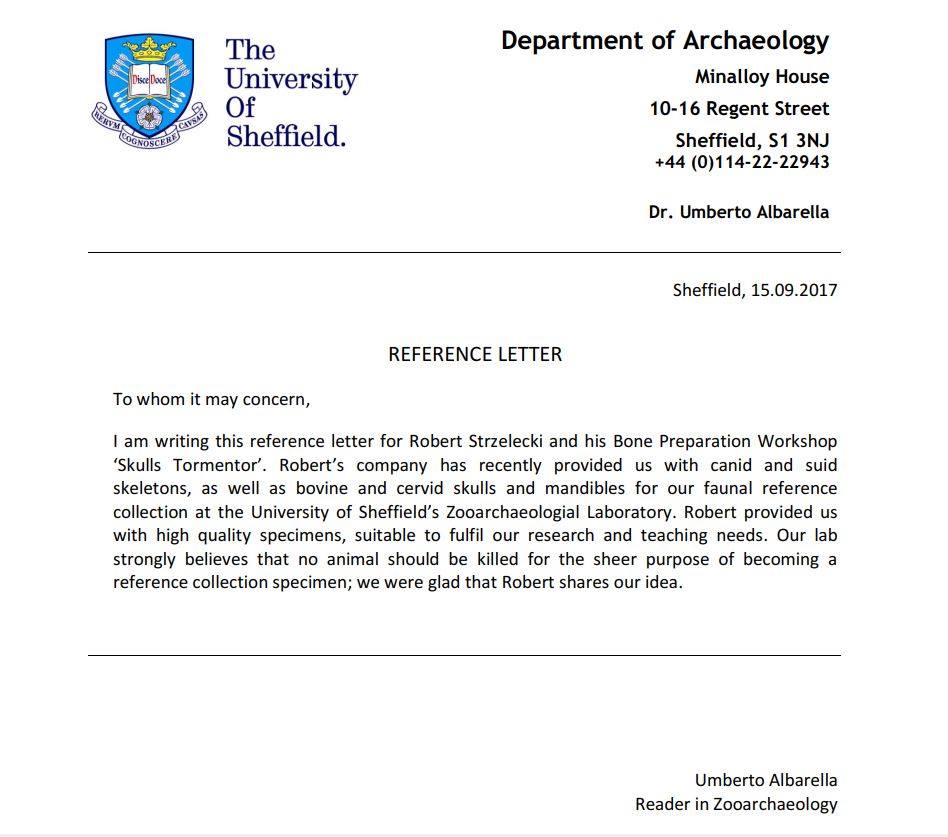 Disce Doce
RERVM COGNOSCERE CAVSAS
The
University
Of
Sheffield.
Department of Archaeology
Minalloy House
10-16 Regent Street
Sheffield, S1 3NJ
+44 (0)114-22-22943
Dr. Umberto Albarella
Sheffield, 15.09.2017
REFERENCE LETTER
To whom it may concern,
I am writing this reference letter for Robert Strzelecki and his Bone Preparation Workshop
‘Skulls Tormentor’. Robert’s company has recently provided us with canid and suid
skeletons, as well as bovine and cervid skulls and mandibles for our faunal reference
collection at the University of Sheffield’s Zooarchaeologial Laboratory. Robert provided us
with high quality specimens, suitable to fulfil our research and teaching needs. Our lab
strongly believes that no animal should be killed for the sheer purpose of becoming a
reference collection specimen; we were glad that Robert shares our idea.
Umberto Albarella
Reader in Zooarchaeology